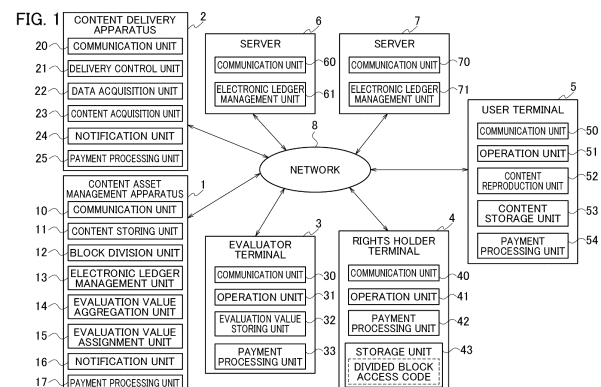 FIG. 1
CONTENT DELIVERY
APPARATUS
2
20
COMMUNICATION UNIT
21
DELIVERY CONTROL UNIT
22
DATA ACQUISITION UNIT
23
CONTENT ACQUISITION UNIT
24
NOTIFICATION UNIT
25
PAYMENT PROCESSING UNIT
6
SERVER
COMMUNICATION UNIT
60
ELECTRONIC LEDGER
MANAGEMENT UNIT
61
7
SERVER
COMMUNICATION UNIT
70
ELECTRONIC LEDGER
MANAGEMENT UNIT
71
5
USER TERMINAL
COMMUNICATION UNIT
50
OPERATION UNIT
51
CONTENT
REPRODUCTION UNIT
52
CONTENT
STORAGE UNIT
53
PAYMENT
PROCESSING UNIT
54
8
NETWORK
CONTENT ASSET
MANAGEMENT APPARATUS
1
10
COMMUNICATION UNIT
11
CONTENT STORING UNIT
12
BLOCK DIVISION UNIT
13
ELECTRONIC LEDGER
MANAGEMENT UNIT
14
EVALUATION VALUE
AGGREGATION UNIT
15
EVALUATION VALUE
ASSIGNMENT UNIT
16
NOTIFICATION UNIT
17
PAYMENT PROCESSING UNIT
3
EVALUATOR
TERMINAL
COMMUNICATION UNIT
30
OPERATION UNIT
31
EVALUATION VALUE
STORING UNIT
32
PAYMENT
PROCESSING UNIT
33
4
RIGHTS HOLDER
TERMINAL
COMMUNICATION UNIT
40
OPERATION UNIT
41
PAYMENT
PROCESSING UNIT
42
STORAGE UNIT
43
DIVIDED BLOCK
ACCESS CODE